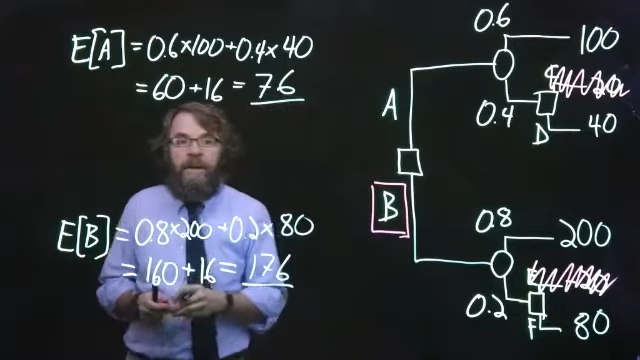 E[A] = 0.6×100+0.4×40
= 60+16 = 76
E[B] = 0.8×200+0.2×80
= 160+16 = 176
0.6
100
A
0.4
D
40
B
0.8
200
0.2
F
80